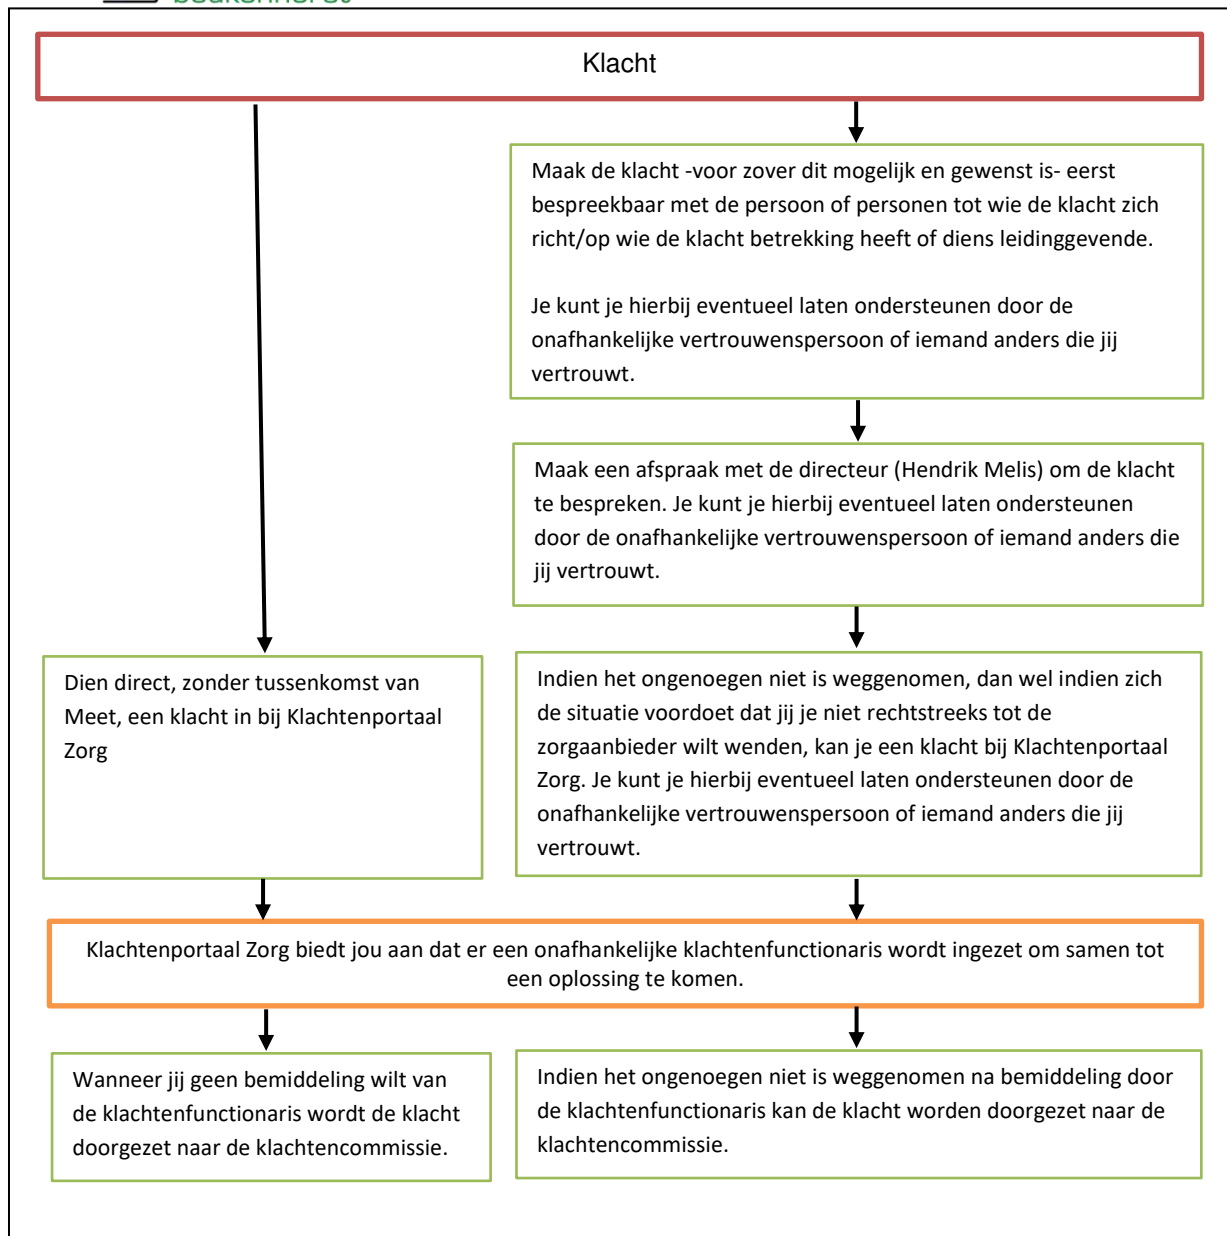 Klacht
Maak de klacht -voor zover dit mogelijk en gewenst is- eerst
bespreekbaar met de persoon of personen tot wie de klacht zich
richt/op wie de klacht betrekking heeft of diens leidinggevende.
Je kunt je hierbij eventueel laten ondersteunen door de
onafhankelijke vertrouwenspersoon of iemand anders die jij
vertrouwt.
Maak een afspraak met de directeur (Hendrik Melis) om de klacht
te bespreken. Je kunt je hierbij eventueel laten ondersteunen
door de onafhankelijke vertrouwenspersoon of iemand anders die
jij vertrouwt.
Dien direct, zonder tussenkomst van
Meet, een klacht in bij Klachtenportaal
Zorg
Indien het ongenoegen niet is weggenomen, dan wel indien zich
de situatie voordoet dat jij je niet rechtstreeks tot de
zorgaanbieder wilt wenden, kan je een klacht bij Klachtenportaal
Zorg. Je kunt je hierbij eventueel laten ondersteunen door de
onafhankelijke vertrouwenspersoon of iemand anders die jij
vertrouwt.
Klachtenportaal Zorg biedt jou aan dat er een onafhankelijke klachtenfunctionaris wordt ingezet om samen tot
een oplossing te komen.
Wanneer jij geen bemiddeling wilt van
de klachtenfunctionaris wordt de klacht
doorgezet naar de klachtencommissie.
Indien het ongenoegen niet is weggenomen na bemiddeling door
de klachtenfunctionaris kan de klacht worden doorgezet naar de
klachtencommissie.